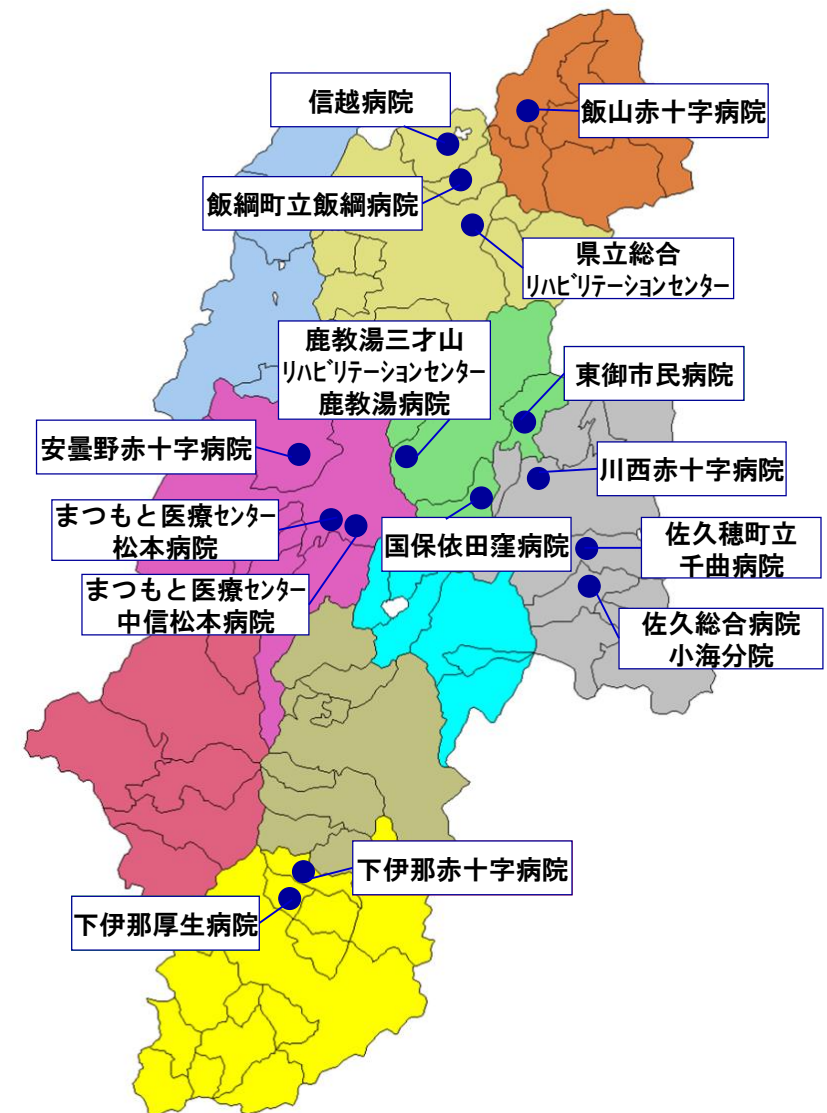 信越病院
飯山赤十字病院
飯綱町立飯綱病院
県立総合
ﾘﾊﾋﾞﾘﾃｰｼｮﾝｾﾝﾀｰ
鹿教湯三才山
ﾘﾊﾋﾞﾘﾃｰｼｮﾝｾﾝﾀｰ
鹿教湯病院
東御市民病院
安曇野赤十字病院
川西赤十字病院
まつもと医療ｾﾝﾀｰ
松本病院
国保依田窪病院
佐久穂町立
千曲病院
まつもと医療ｾﾝﾀｰ
中信松本病院
佐久総合病院
小海分院
下伊那赤十字病院
下伊那厚生病院